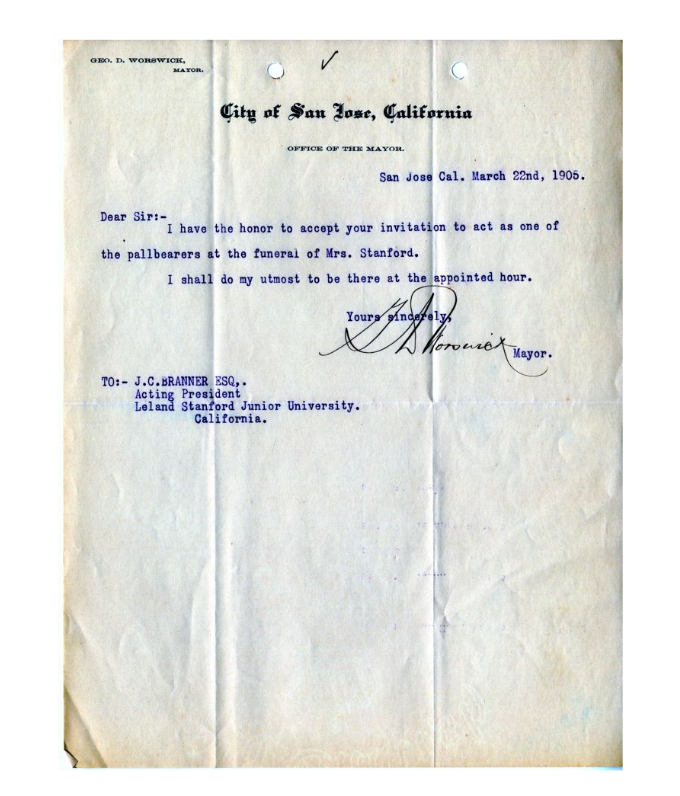 GEO. D. WORSWICK,
MAYOR.
City of San Jose, California
OFFICE OF THE MAYOR.
San Jose Cal. March 22nd, 1905.
Dear Sir:-
I have the honor to accept your invitation to act as one of
the pallbearers at the funeral of Mrs. Stanford.
I shall do my utmost to be there at the appointed hour.
Yours sincerely,
G D Worswick Mayor.
TO:- J.C.BRANNER ESQ,.
Acting President
Leland Stanford Junior University.
California.